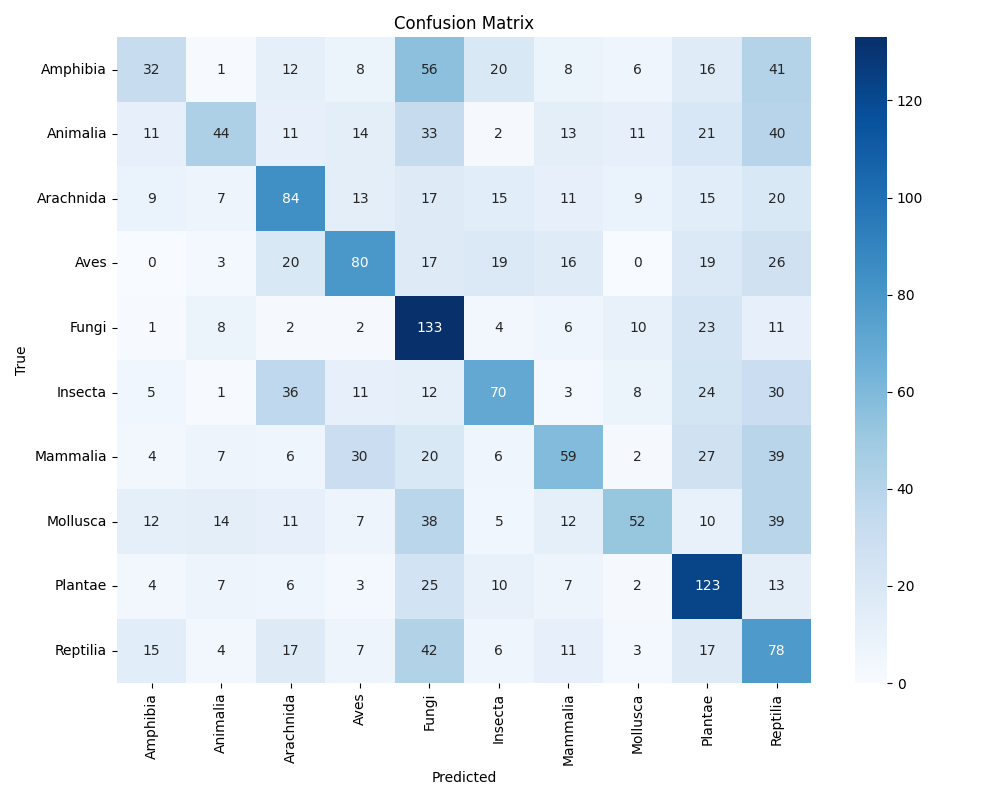 Confusion Matrix
Amphibia 32 1 12 8 56 20 8 6 16 41
Animalia 11 44 11 14 33 2 13 11 21 40
Arachnida 9 7 84 13 17 15 11 9 15 20
Aves 0 3 20 80 17 19 16 0 19 26
Fungi 1 8 2 2 133 4 6 10 23 11
Insecta 5 1 36 11 12 70 3 8 24 30
Mammalia 4 7 6 30 20 6 59 2 27 39
Mollusca 12 14 11 7 38 5 12 52 10 39
Plantae 4 7 6 3 25 10 7 2 123 13
Reptilia 15 4 17 7 42 6 11 3 17 78
True
Amphibia Animalia Arachnida Aves Fungi Insecta Mammalia Mollusca Plantae Reptilia
Predicted
120
100
80
60
40
20
0